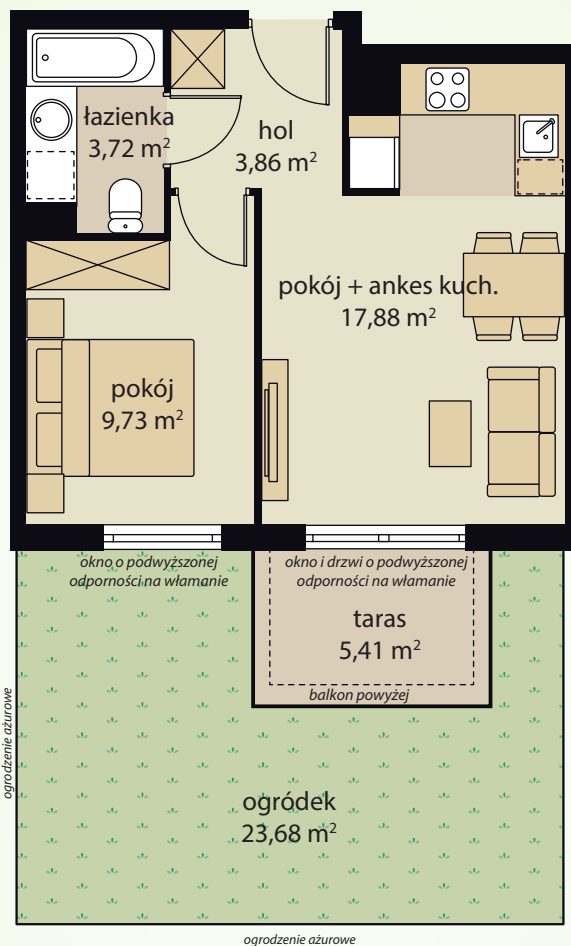 łazienka
3,72 m²
hol
3,86 m²
pokój + ankes kuch.
17,88 m²
pokój
9,73 m²
okno o podwyższonej
odporności na włamanie
okno i drzwi o podwyższonej
odporności na włamanie
taras
5,41 m²
balkon powyżej
ogrodzenie ażurowe
ogródek
23,68 m²
ogrodzenie ażurowe